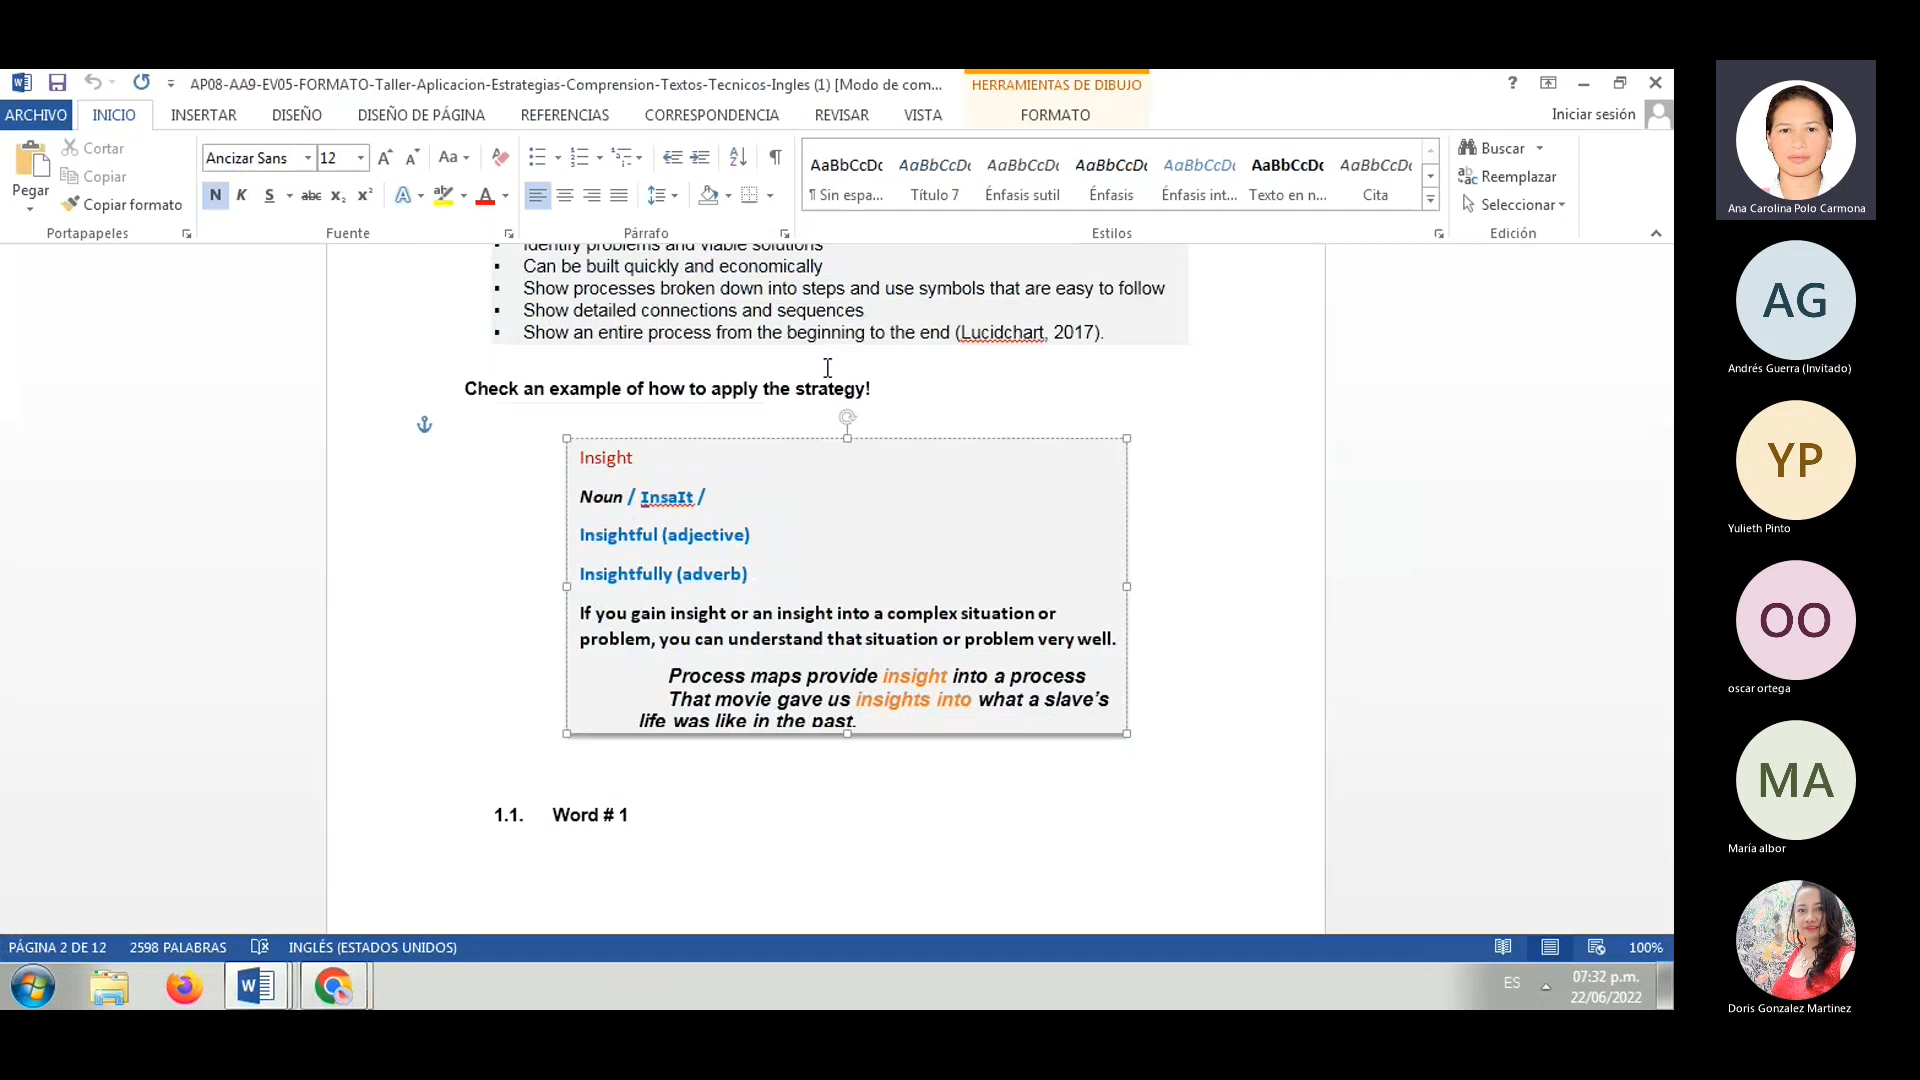 AP08-AA9-EV05-FORMATO-Taller-Aplicacion-Estrategias-Comprension-Textos-Tecnicos-Ingles (1) [Modo de com...
HERRAMIENTAS DE DIBUJO
?
ARCHIVO INICIO INSERTAR DISEÑO DISEÑO DE PÁGINA REFERENCIAS CORRESPONDENCIA REVISAR VISTA FORMATO Iniciar sesión
Pegar
Cortar
Copiar
Copiar formato
Portapapeles
Ancizar Sans 12
Aa
N K S abc x₂ x²
Fuente
Párrafo
AaBbCcDc AaBbCcDc AaBbCcDc AaBbCcDc AaBbCcDc AaBbCcDc AaBbCcDc
¶ Sin espa... Título 7 Énfasis sutil Énfasis Énfasis int... Texto en n... Cita
Estilos
Buscar
Reemplazar
Seleccionar
Edición
Identify problems and viable solutions
Can be built quickly and economically
Show processes broken down into steps and use symbols that are easy to follow
Show detailed connections and sequences
Show an entire process from the beginning to the end (Lucidchart, 2017).
Check an example of how to apply the strategy!
Insight
Noun / InsaIt /
Insightful (adjective)
Insightfully (adverb)
If you gain insight or an insight into a complex situation or
problem, you can understand that situation or problem very well.
Process maps provide insight into a process
That movie gave us insights into what a slave’s
life was like in the past.
1.1. Word # 1
PÁGINA 2 DE 12 2598 PALABRAS INGLÉS (ESTADOS UNIDOS) 100%
ES
07:32 p.m.
22/06/2022
Ana Carolina Polo Carmona
AG
Andrés Guerra (Invitado)
YP
Yulieth Pinto
OO
oscar ortega
MA
María albor
Doris Gonzalez Martinez